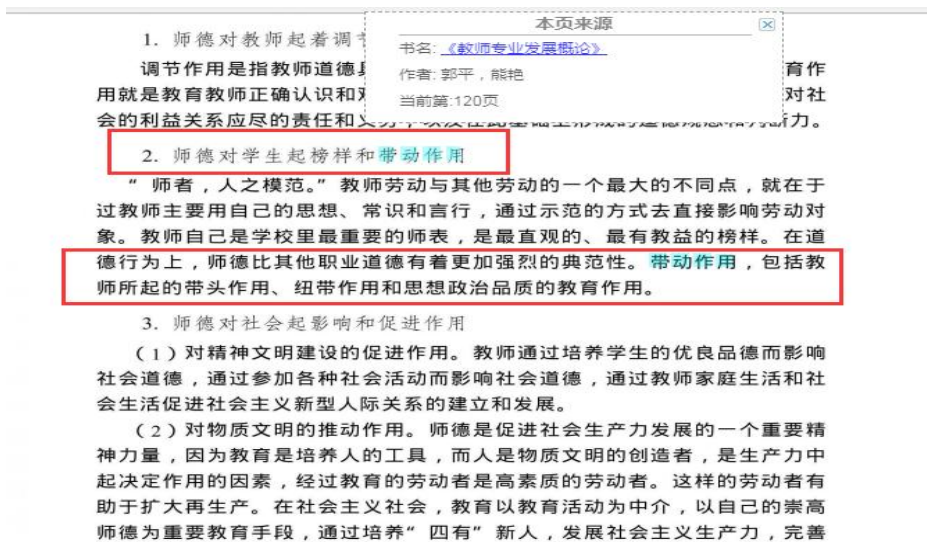 本页来源
书名:《教师专业发展概论》
作者: 郭平，熊艳
当前第:120页
1. 师德对教师起着调
调节作用是指教师道德 育作
用就是教育教师正确认识和 对社
会的利益关系应尽的责任和 力。
2. 师德对学生起榜样和带动作用
“ 师者，人之模范。” 教师劳动与其他劳动的一个最大的不同点，就在于
过教师主要用自己的思想、常识和言行，通过示范的方式去直接影响劳动对
象。教师自己是学校里最重要的师表，是最直观的、最有教益的榜样。在道
德行为上，师德比其他职业道德有着更加强烈的典范性。带动作用，包括教
师所起的带头作用、纽带作用和思想政治品质的教育作用。
3. 师德对社会起影响和促进作用
（1）对精神文明建设的促进作用。教师通过培养学生的优良品德而影响
社会道德，通过参加各种社会活动而影响社会道德，通过教师家庭生活和社
会生活促进社会主义新型人际关系的建立和发展。
（2）对物质文明的推动作用。师德是促进社会生产力发展的一个重要精
神力量，因为教育是培养人的工具，而人是物质文明的创造者，是生产力中
起决定作用的因素，经过教育的劳动者是高素质的劳动者。这样的劳动者有
助于扩大再生产。在社会主义社会，教育以教育活动为中介，以自己的崇高
师德为重要教育手段，通过培养“ 四有” 新人，发展社会主义生产力，完善